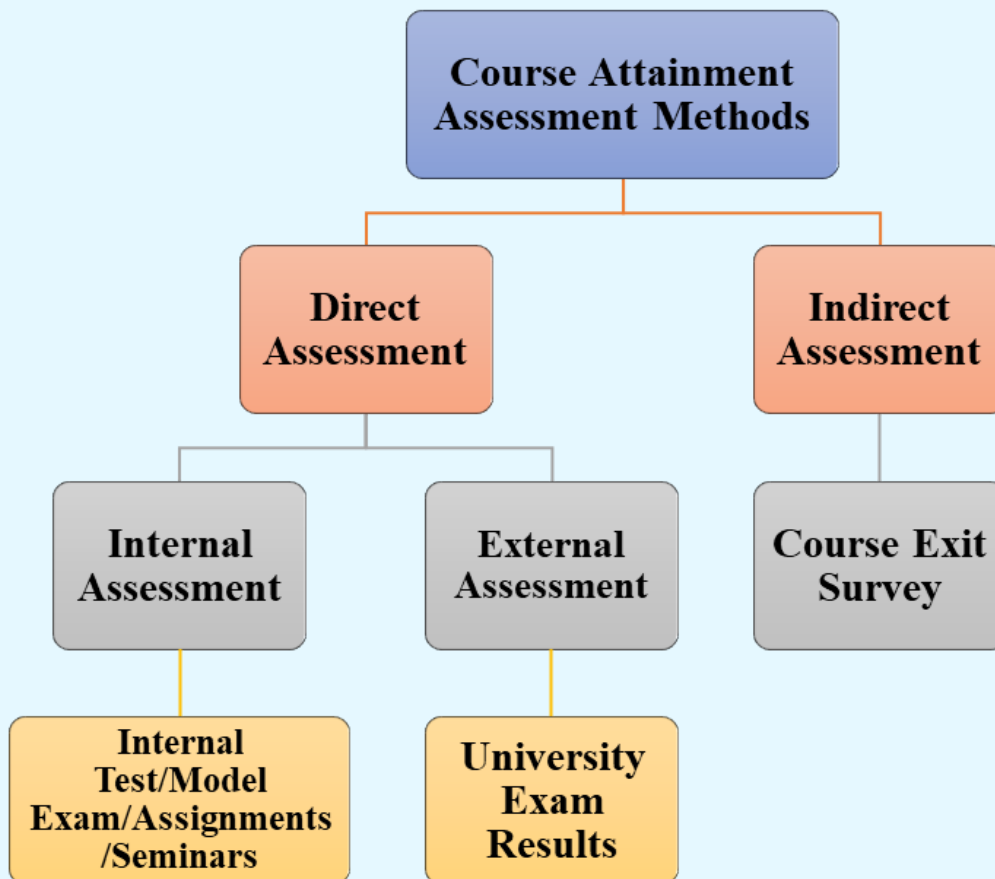 Course Attainment
Assessment Methods
Direct
Assessment
Indirect
Assessment
Internal
Assessment
External
Assessment
Course Exit
Survey
Internal
Test/Model
Exam/Assignments
/Seminars
University
Exam
Results